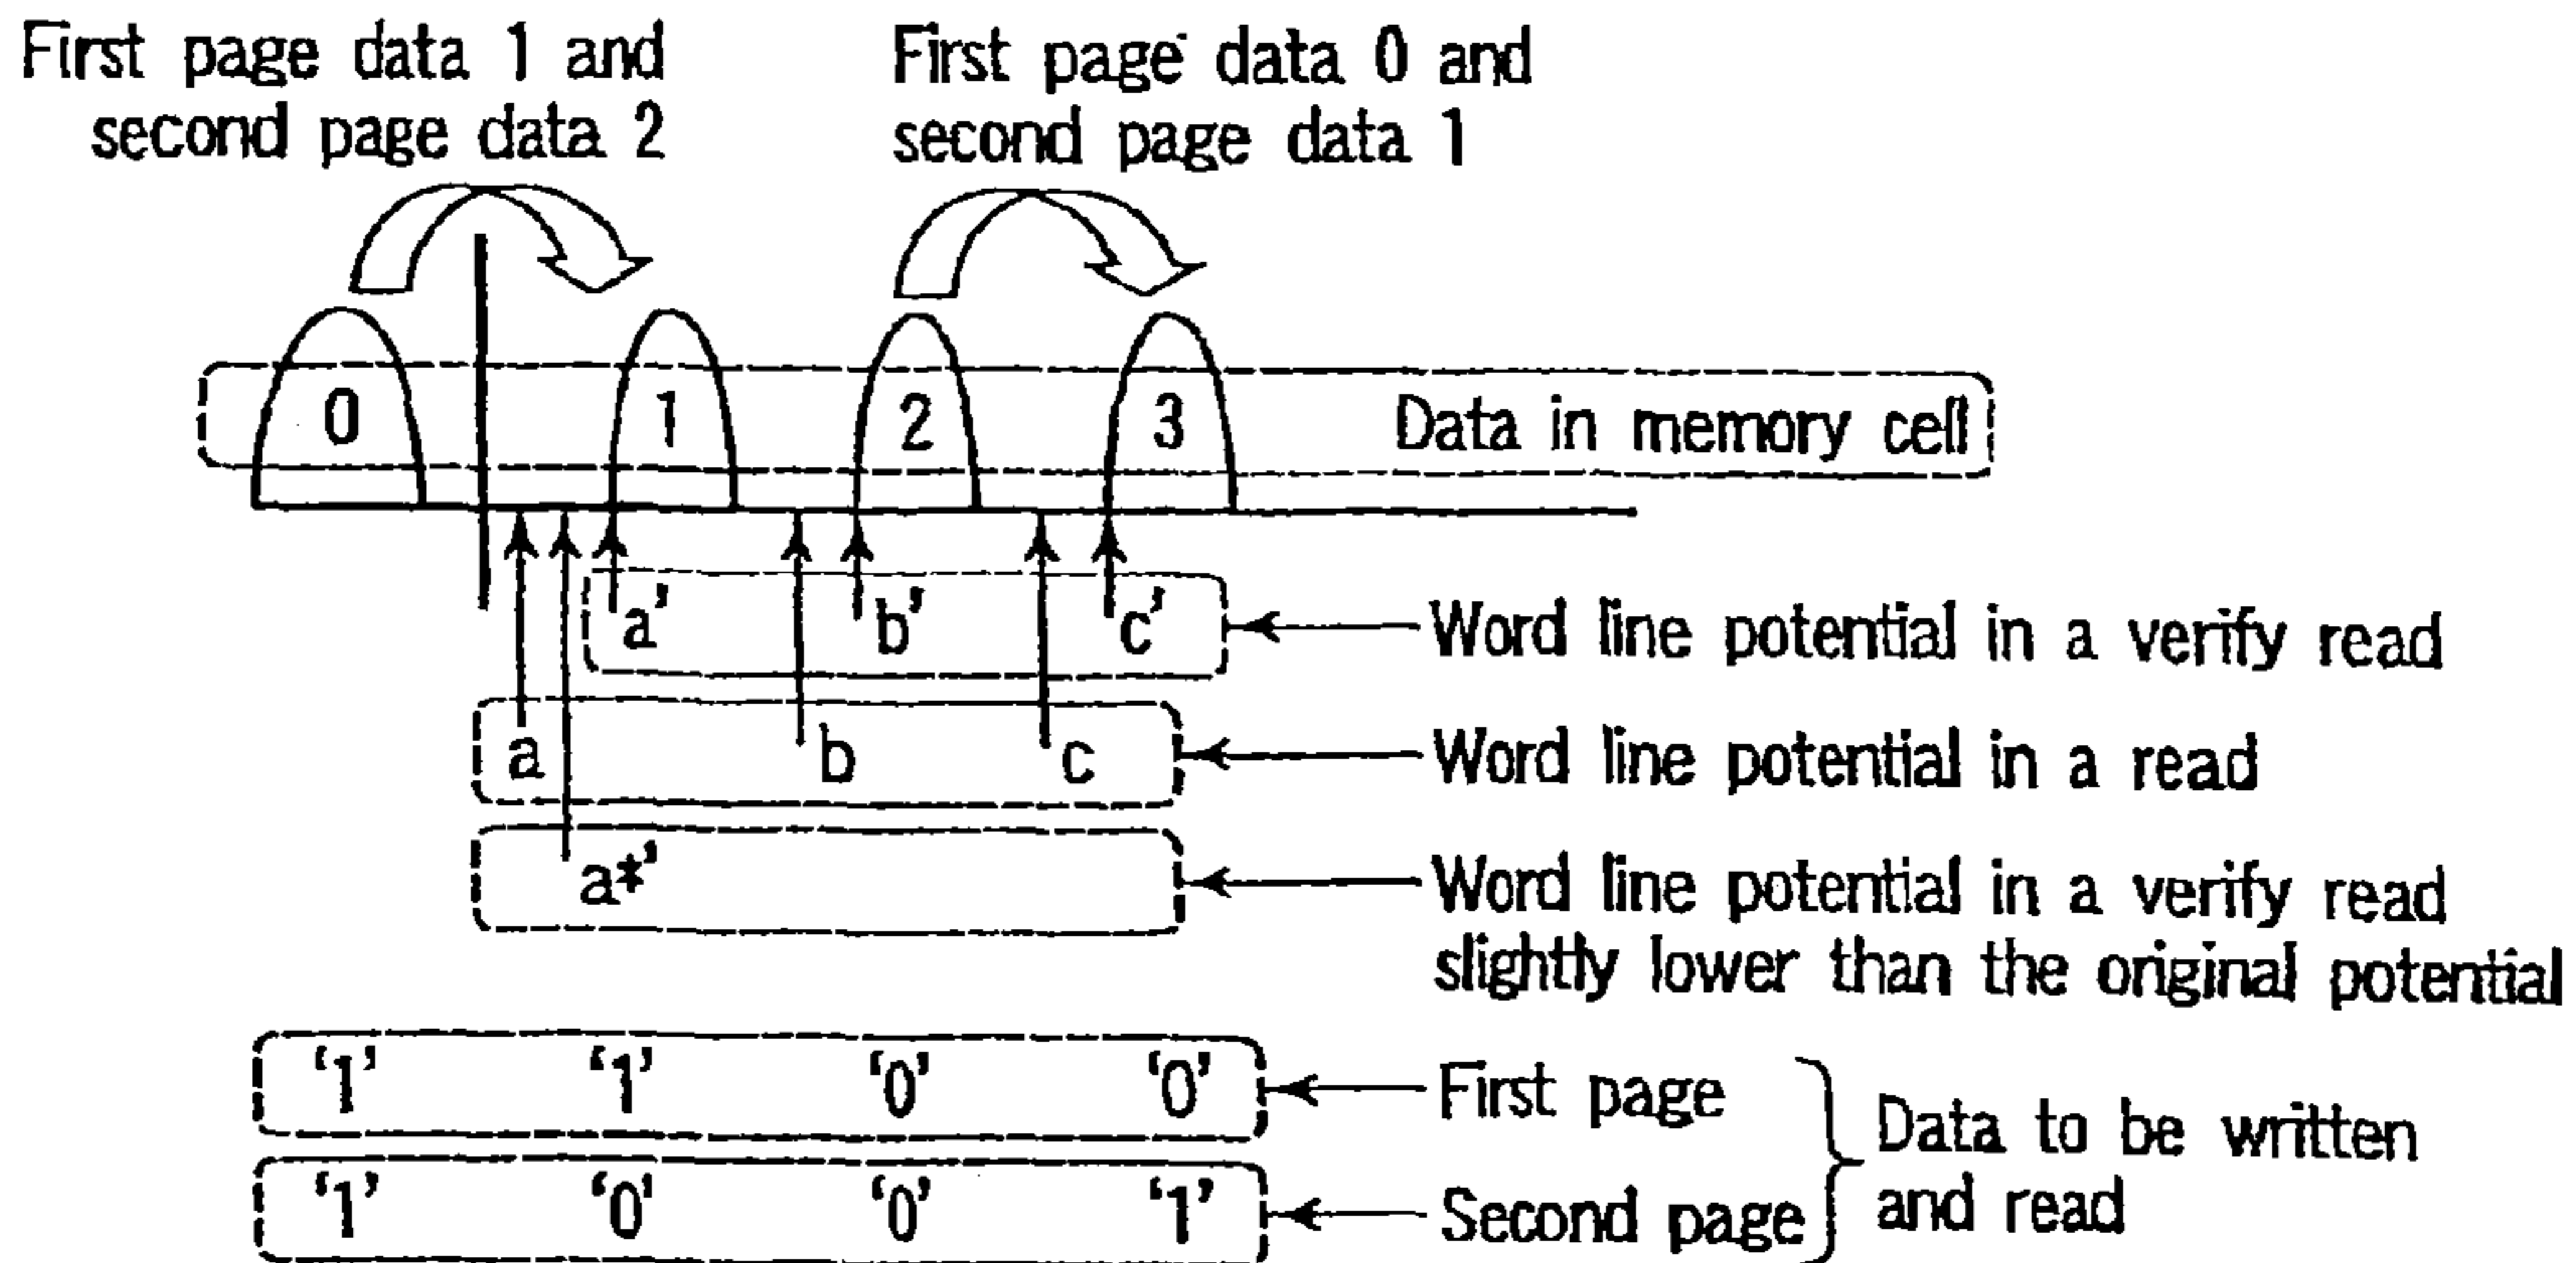 First page data 1 and
second page data 2
First page data 0 and
second page data 1
0 1 2 3 Data in memory cell
a' b' c' Word line potential in a verify read
a b c Word line potential in a read
a*' Word line potential in a verify read
slightly lower than the original potential
'1' '1' '0' '0' First page
'1' '0' '0' '1' Second page
Data to be written
and read